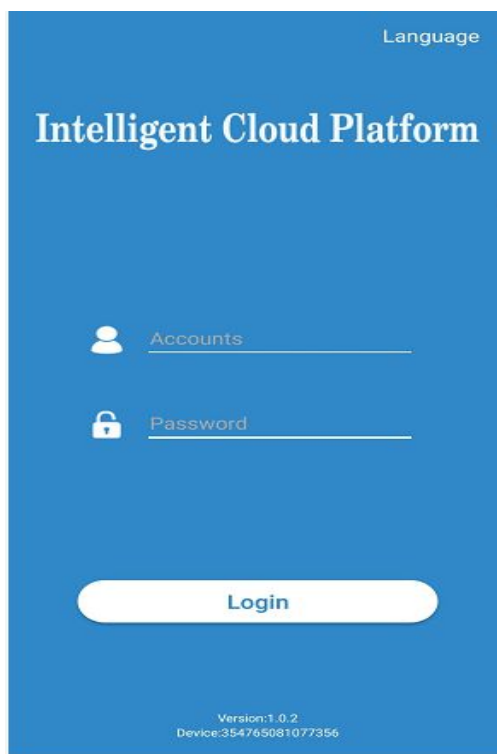 Language
Intelligent Cloud Platform
Accounts
Password
Login
Version:1.0.2
Device:354765081077356